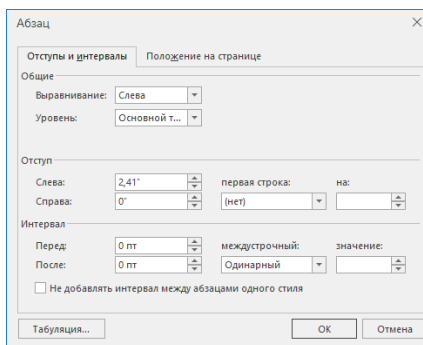 Абзац
Отступы и интервалы Положение на странице
Общие
Выравнивание: Слева
Уровень: Основной т...
Отступ
Слева: 2,41" первая строка: на:
Справа: 0" (нет)
Интервал
Перед: 0 пт междустрочный: значение:
После: 0 пт Одинарный
Не добавлять интервал между абзацами одного стиля
Табуляция... ОК Отмена